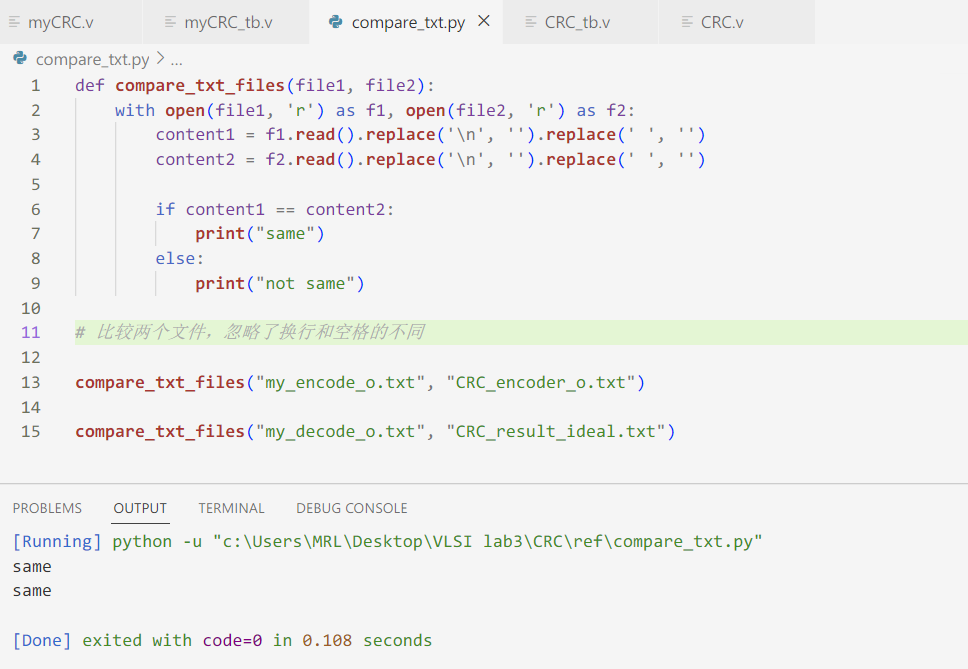 myCRC.v myCRC_tb.v compare_txt.py CRC_tb.v CRC.v
compare_txt.py > ...
1 def compare_txt_files(file1, file2):
2 with open(file1, 'r') as f1, open(file2, 'r') as f2:
3 content1 = f1.read().replace('\n', '').replace(' ', '')
4 content2 = f2.read().replace('\n', '').replace(' ', '')
5
6 if content1 == content2:
7 print("same")
8 else:
9 print("not same")
10
11 # 比较两个文件，忽略了换行和空格的不同
12
13 compare_txt_files("my_encode_o.txt", "CRC_encoder_o.txt")
14
15 compare_txt_files("my_decode_o.txt", "CRC_result_ideal.txt")
PROBLEMS OUTPUT TERMINAL DEBUG CONSOLE
[Running] python -u "c:\Users\MRL\Desktop\VLSI lab3\CRC\ref\compare_txt.py"
same
same
[Done] exited with code=0 in 0.108 seconds